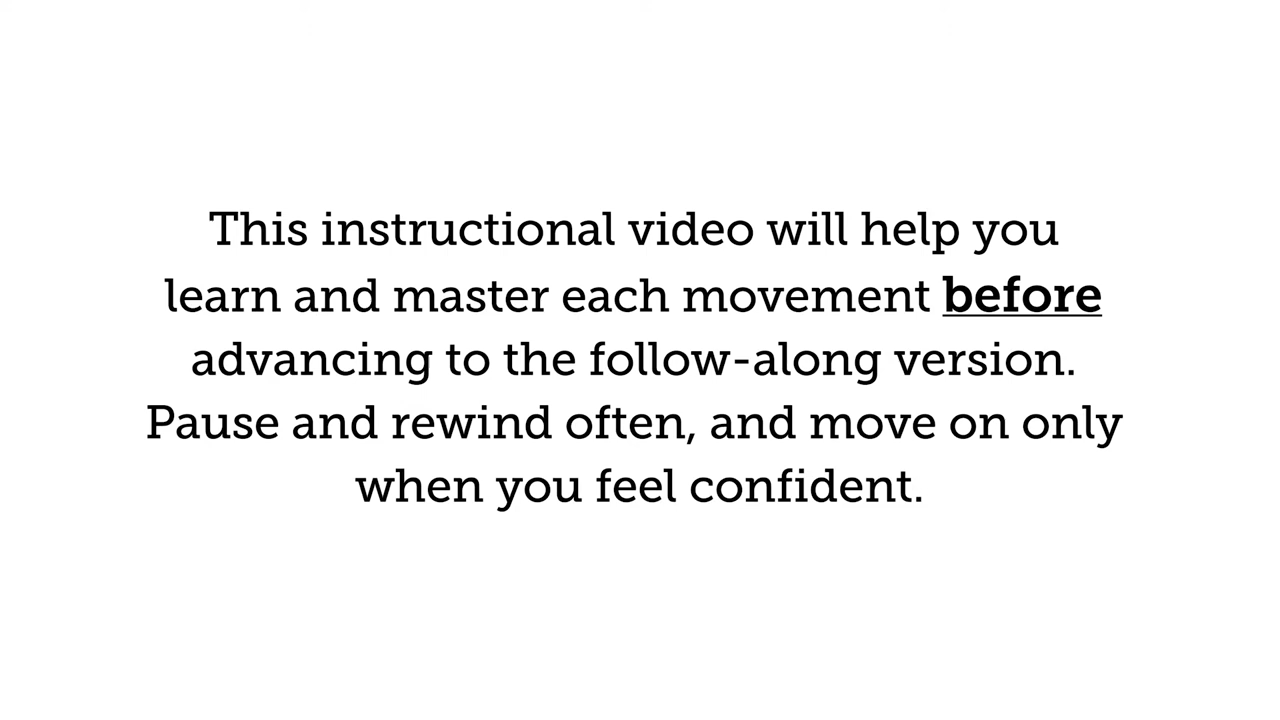 This instructional video will help you
learn and master each movement before
advancing to the follow-along version.
Pause and rewind often, and move on only
when you feel confident.